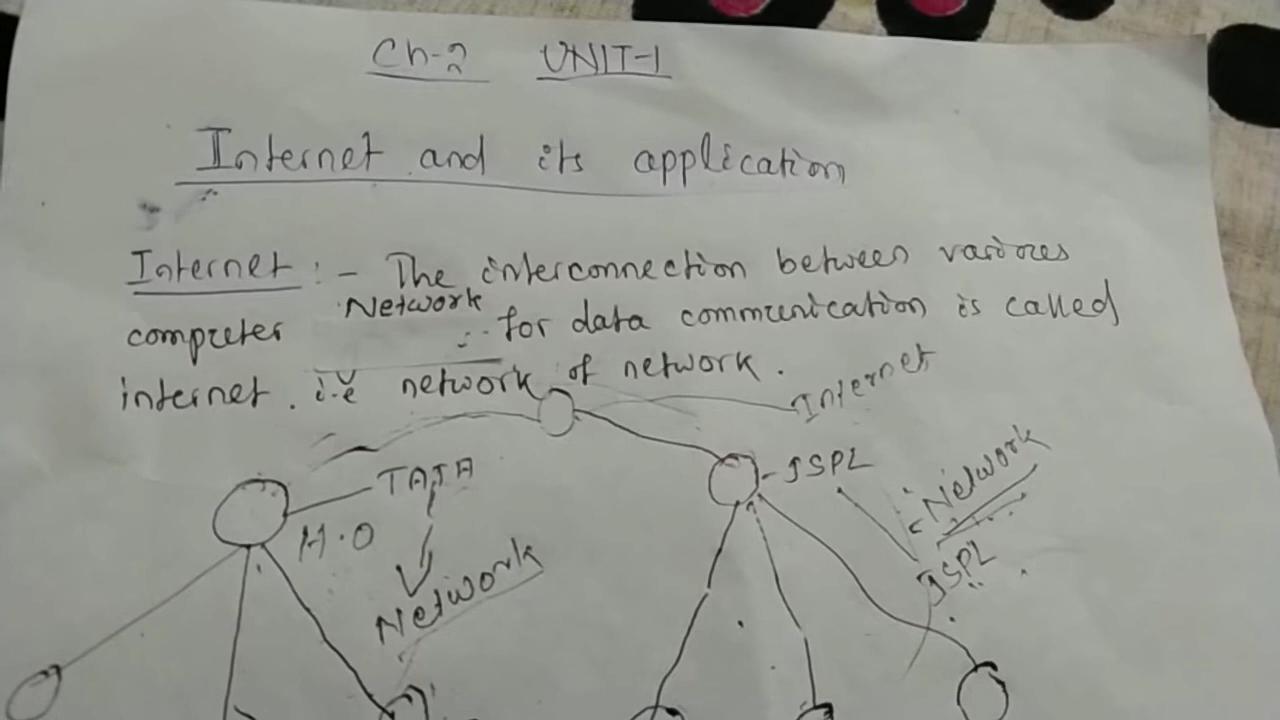 Ch-2 UNIT-1
Internet and its application
Internet :- The interconnection between various
Network
computer for data communication is called
internet. i.e network of network.
Internet
TATA
H.O
Network
JSPL
Network
JSPL